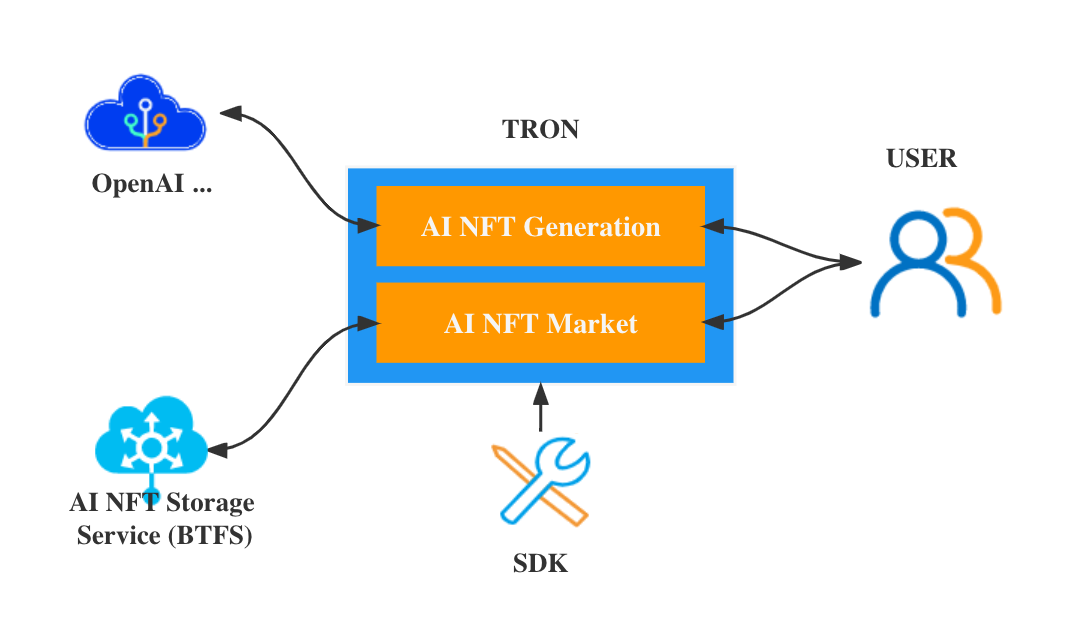 TRON
USER
OpenAI ...
AI NFT Generation
AI NFT Market
AI NFT Storage
Service (BTFS)
SDK